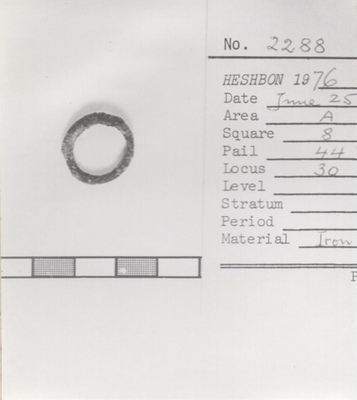 No. 2288
HESHBON 1976
Date June 25
Area A
Square 8
Pail 44
Locus 30
Level
Stratum
Period
Material Iron